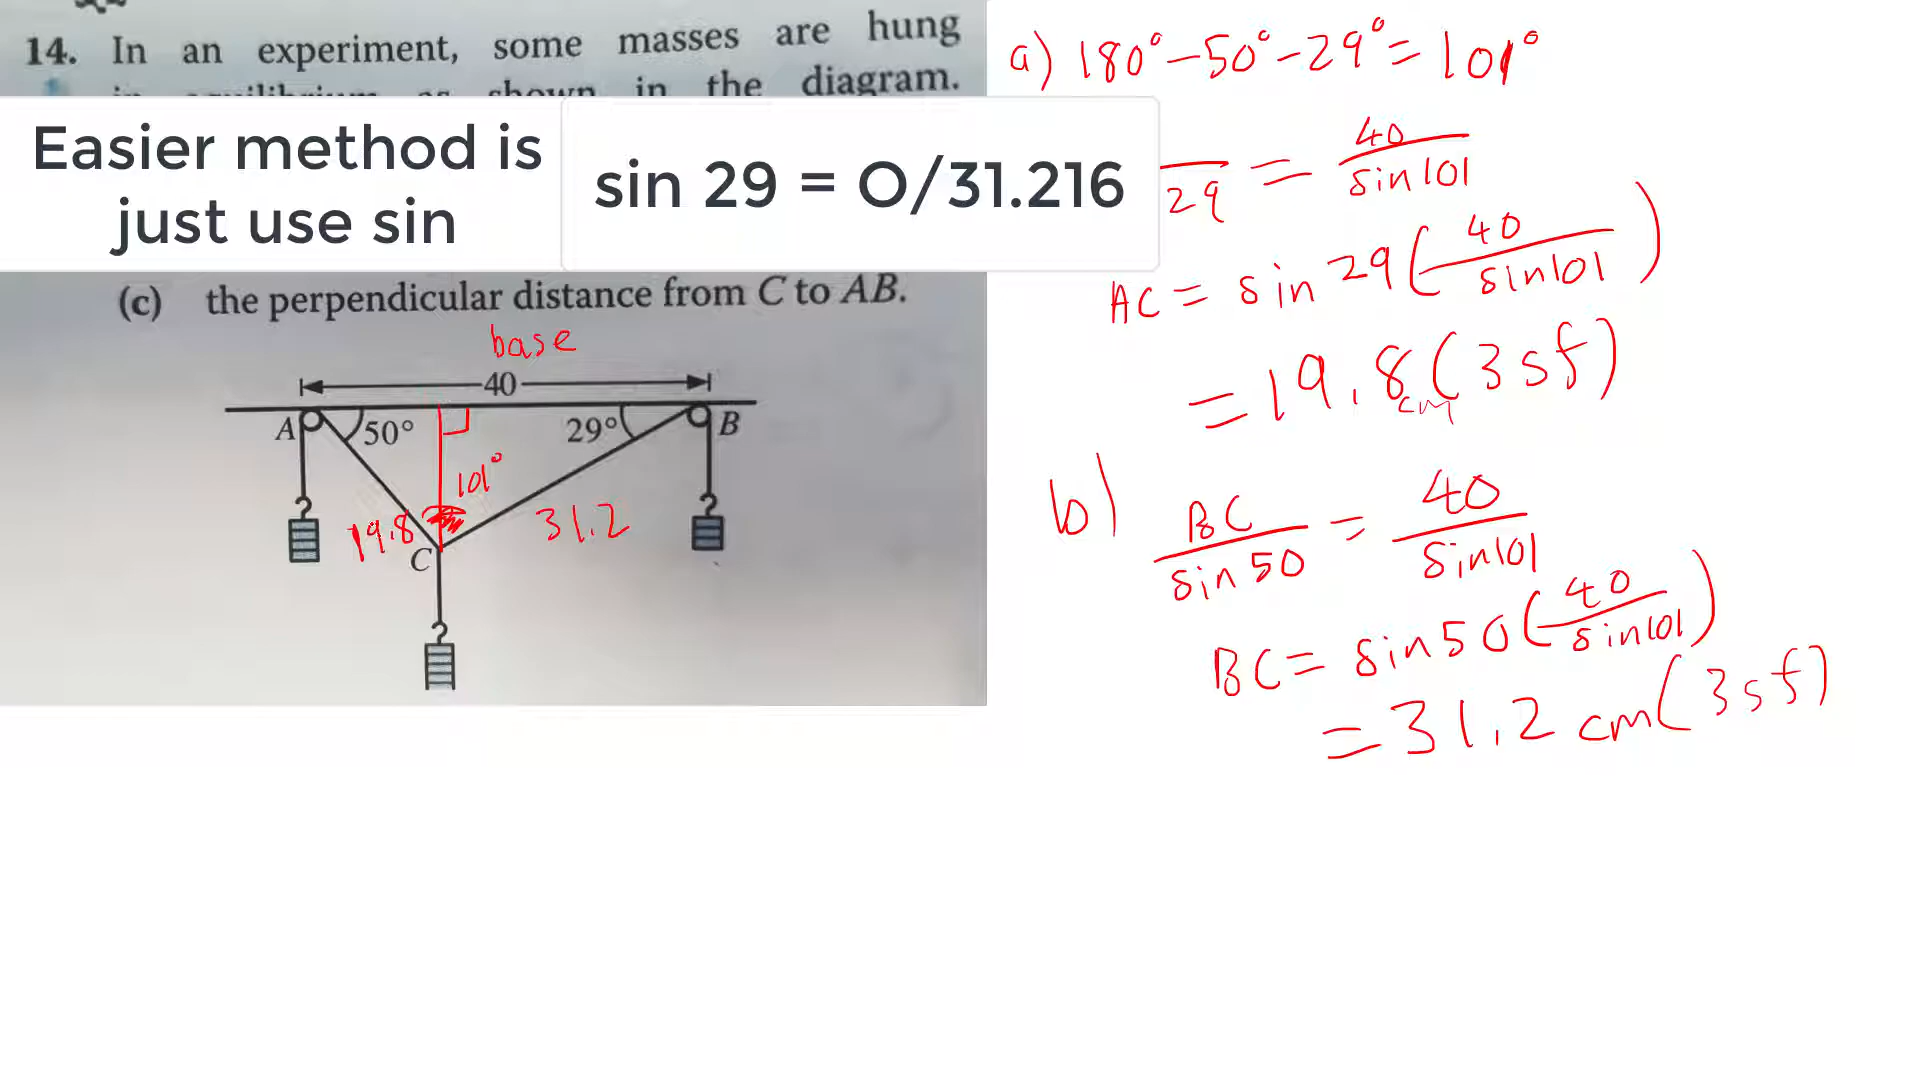 14. In an experiment, some masses are hung
in equilibrium as shown in the diagram.
Easier method is
just use sin
sin 29 = O/31.216
(c) the perpendicular distance from C to AB.
base
40
A 50° 29° B
101°
19.8 31.2
C
a) 180° - 50° - 29° = 101°
29 = 40/sin101
AC = sin 29 (40/sin101)
= 19.8 cm (3sf)
b) BC/sin 50 = 40/sin101
BC = sin 50 (40/sin101)
= 31.2 cm (3sf)